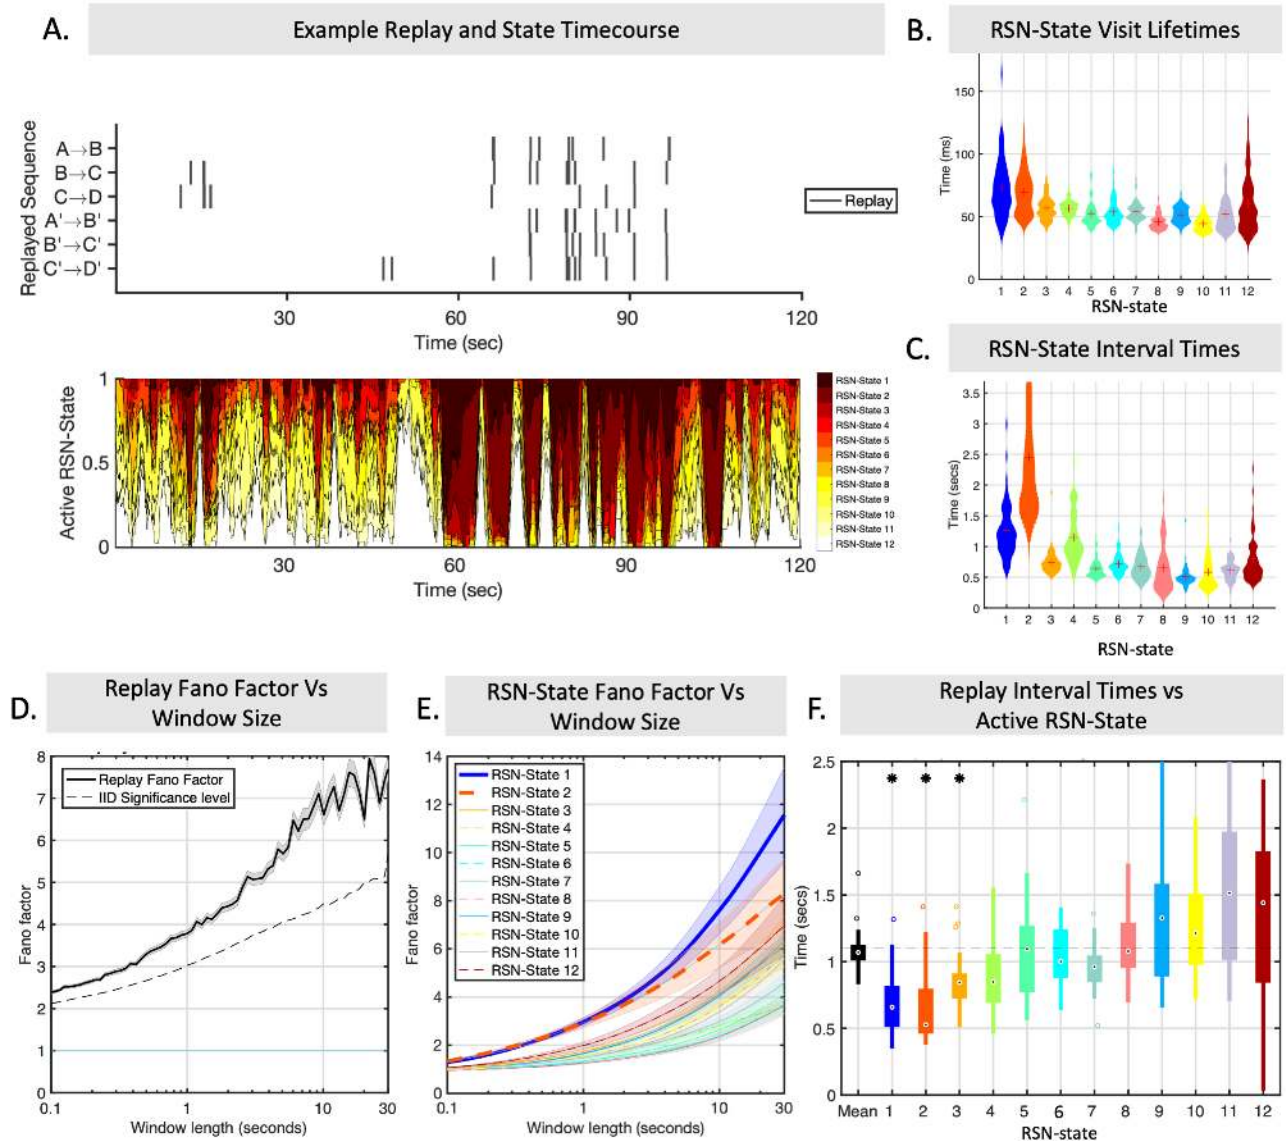 A.
Example Replay and State Timecourse
Replayed Sequence
A→B
B→C
C→D
A'→B'
B'→C'
C'→D'
Replay
30
60
90
120
Time (sec)
Active RSN-State
1
0.5
0
30
60
90
120
Time (sec)
RSN-State 1
RSN-State 2
RSN-State 3
RSN-State 4
RSN-State 5
RSN-State 6
RSN-State 7
RSN-State 8
RSN-State 9
RSN-State 10
RSN-State 11
RSN-State 12
B.
RSN-State Visit Lifetimes
Time (ms)
150
100
50
0
1 2 3 4 5 6 7 8 9 10 11 12
RSN-state
C.
RSN-State Interval Times
Time (secs)
3.5
3
2.5
2
1.5
1
0.5
0
1 2 3 4 5 6 7 8 9 10 11 12
RSN-state
D.
Replay Fano Factor Vs
Window Size
Fano factor
8
7
6
5
4
3
2
1
0
Replay Fano Factor
IID Significance level
0.1 1 10 30
Window length (seconds)
E.
RSN-State Fano Factor Vs
Window Size
Fano factor
14
12
10
8
6
4
2
0
RSN-State 1
RSN-State 2
RSN-State 3
RSN-State 4
RSN-State 5
RSN-State 6
RSN-State 7
RSN-State 8
RSN-State 9
RSN-State 10
RSN-State 11
RSN-State 12
0.1 1 10 30
Window length (seconds)
F.
Replay Interval Times vs
Active RSN-State
Time (secs)
2.5
2
1.5
1
0.5
0
* * *
Mean 1 2 3 4 5 6 7 8 9 10 11 12
RSN-state